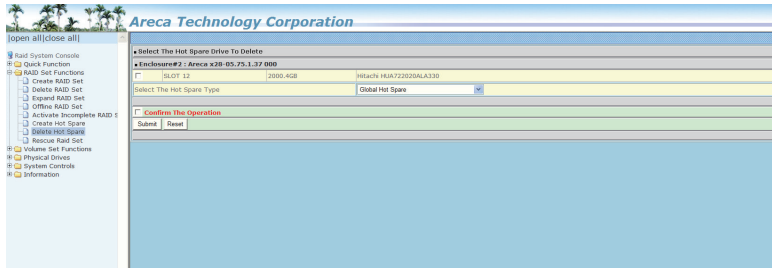 Areca Technology Corporation
|open all|close all|
Raid System Console
Quick Function
RAID Set Functions
Create RAID Set
Delete RAID Set
Expand RAID Set
Offline RAID Set
Activate Incomplete RAID S
Create Hot Spare
Delete Hot Spare
Rescue Raid Set
Volume Set Functions
Physical Drives
System Controls
Information
Select The Hot Spare Drive To Delete
Enclosure#2 : Areca x28-05.75.1.37 000
SLOT 12 2000.4GB Hitachi HUA722020ALA330
Select The Hot Spare Type Global Hot Spare
Confirm The Operation
Submit Reset